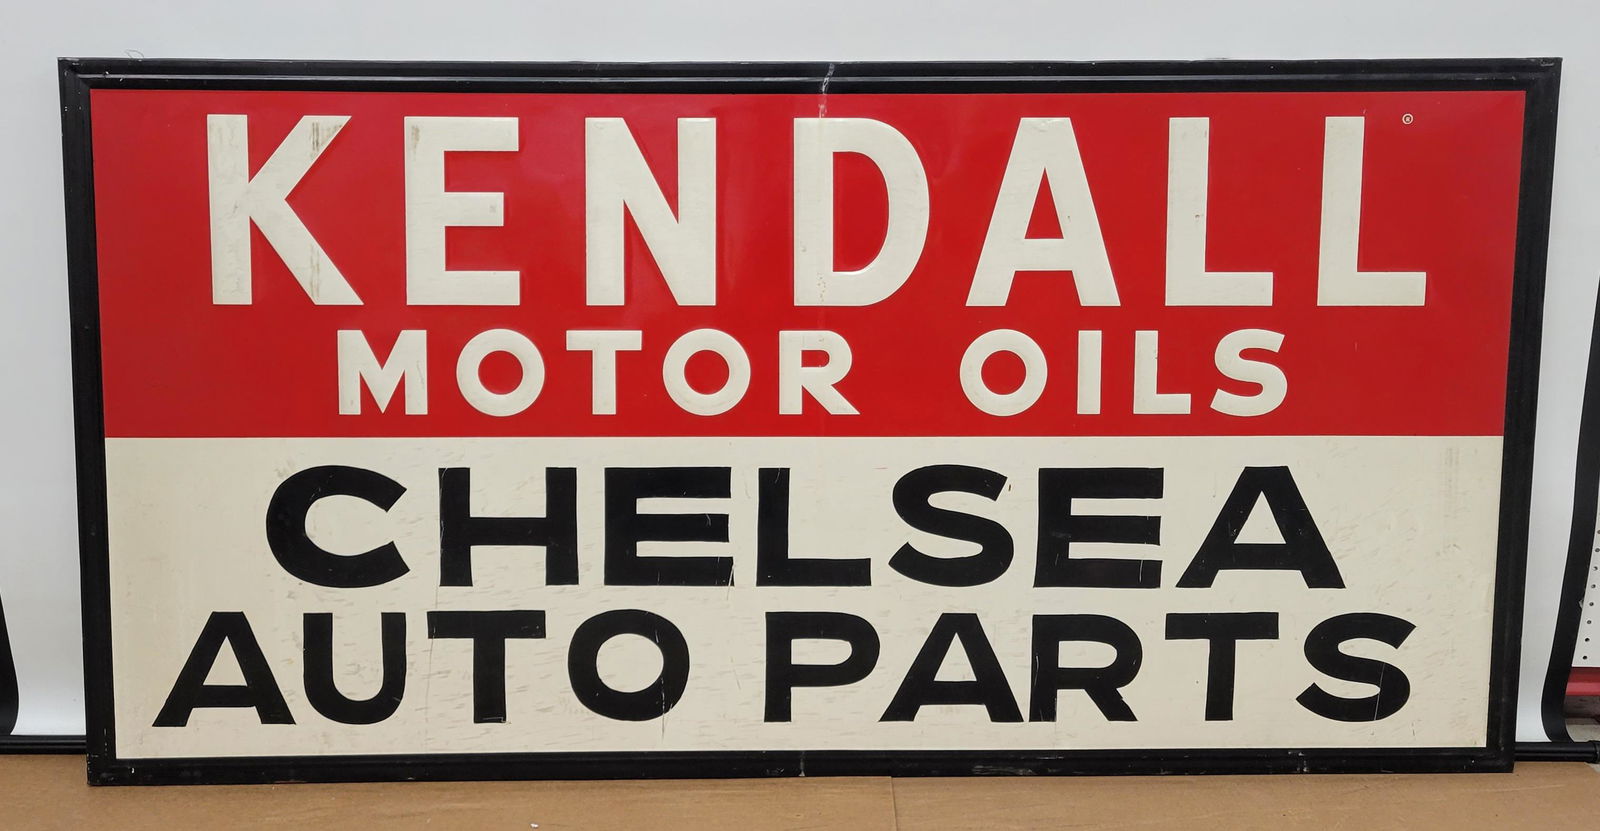 KENDALL®
MOTOR OILS
CHELSEA
AUTO PARTS